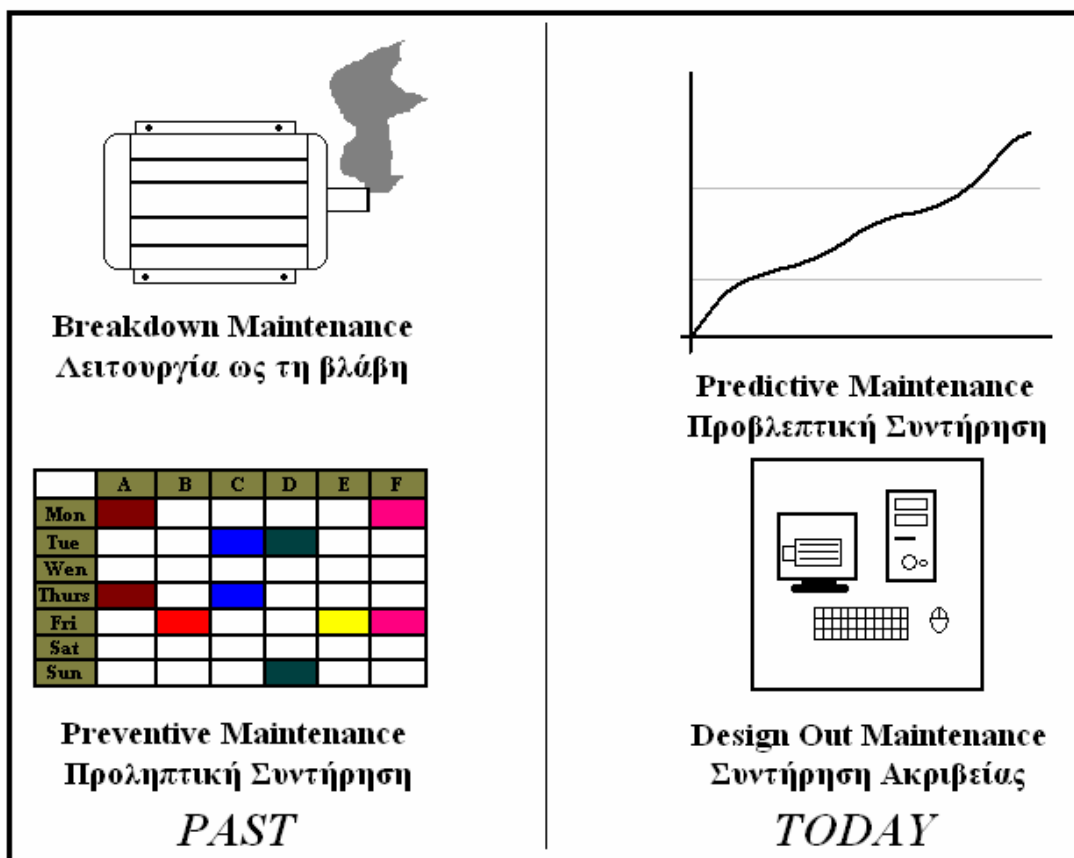 Breakdown Maintenance
Λειτουργία ως τη βλάβη
A B C D E F
Mon
Tue
Wen
Thurs
Fri
Sat
Sun
Preventive Maintenance
Προληπτική Συντήρηση
PAST
Predictive Maintenance
Προβλεπτική Συντήρηση
Design Out Maintenance
Συντήρηση Ακριβείας
TODAY